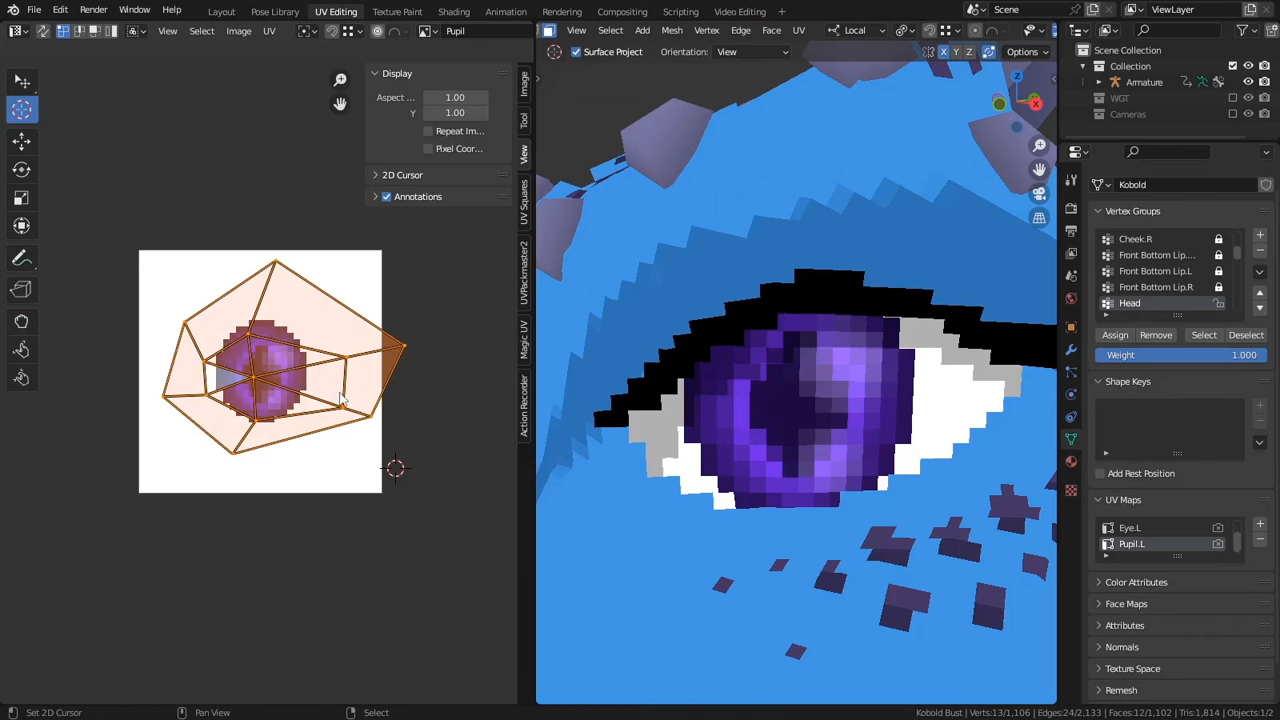 File Edit Render Window Help Layout Pose Library UV Editing Texture Paint Shading Animation Rendering Compositing Scripting Video Editing + Scene ViewLayer
View Select Image UV Pupil View Select Add Mesh Vertex Edge Face UV Local
Surface Project Orientation: View X Y Z Options
Scene Collection
Collection
Armature
WGT
Cameras
Display
Aspect ... 1.00
Y 1.00
Repeat Im...
Pixel Coor...
2D Cursor
Annotations
Image
Tool
View
UV Squares
UVPackmaster2
Magic UV
Action Recorder
Z
X
Kobold
Vertex Groups
Cheek.R
Front Bottom Lip....
Front Bottom Lip.L
Front Bottom Lip.R
Head
Assign Remove Select Deselect
Weight 1.000
Shape Keys
Add Rest Position
UV Maps
Eye.L
Pupil.L
Color Attributes
Face Maps
Attributes
Normals
Texture Space
Remesh
Set 2D Cursor Pan View Select Kobold Bust | Verts:13/1,106 | Edges:24/2,133 | Faces:12/1,102 | Tris:1,814 | Objects:1/2